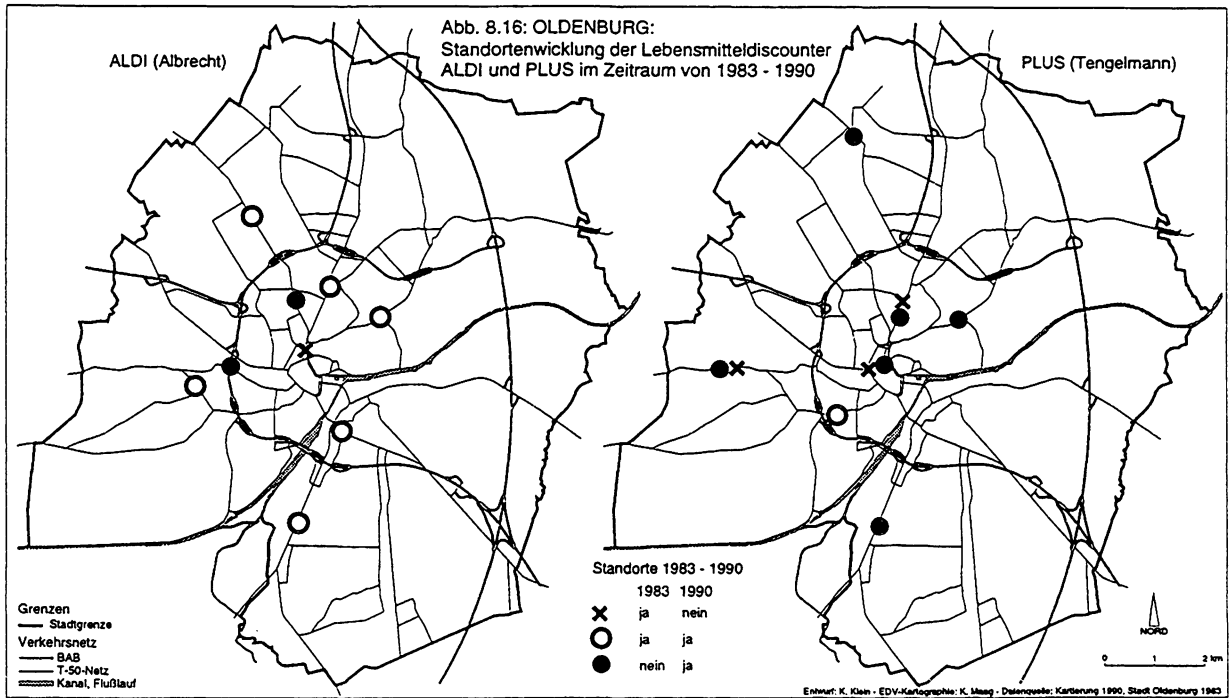 Abb. 8.16: OLDENBURG:
Standortenwicklung der Lebensmitteldiscounter
ALDI und PLUS im Zeitraum von 1983 - 1990
ALDI (Albrecht)
PLUS (Tengelmann)
Standorte 1983 - 1990
1983 1990
ja nein
ja ja
nein ja
Grenzen
Stadtgrenze
Verkehrsnetz
BAB
T-50-Netz
Kanal, Flußlauf
NORD
0 1 2 km
Entwurf: K. Klein - EDV-Kartographie: K. Maag - Datenquelle: Kartierung 1990, Stadt Oldenburg 1983